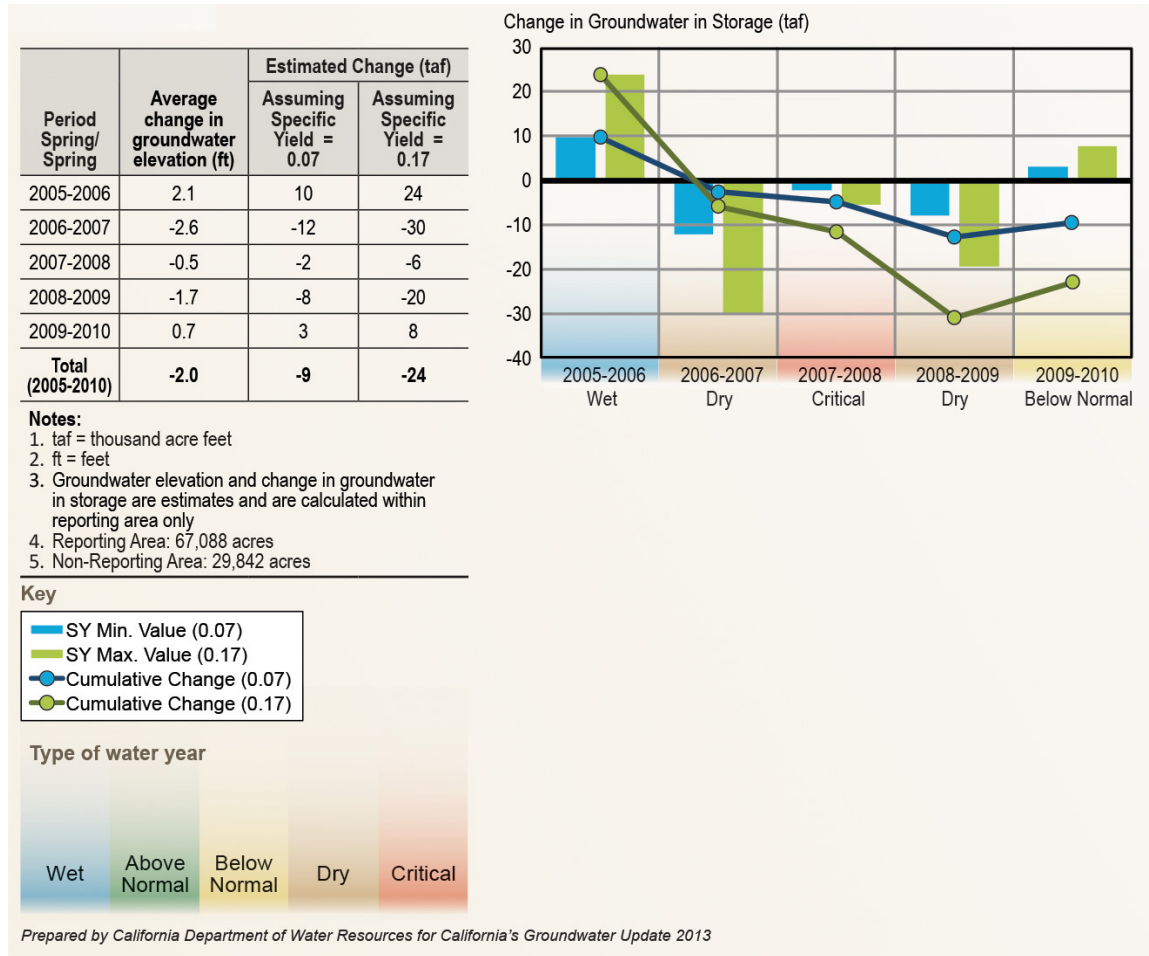 Change in Groundwater in Storage (taf)
Period Spring/ Spring
Average change in groundwater elevation (ft)
Estimated Change (taf)
Assuming Specific Yield = 0.07
Assuming Specific Yield = 0.17
2005-2006 2.1 10 24
2006-2007 -2.6 -12 -30
2007-2008 -0.5 -2 -6
2008-2009 -1.7 -8 -20
2009-2010 0.7 3 8
Total (2005-2010) -2.0 -9 -24
Notes:
1. taf = thousand acre feet
2. ft = feet
3. Groundwater elevation and change in groundwater
in storage are estimates and are calculated within
reporting area only
4. Reporting Area: 67,088 acres
5. Non-Reporting Area: 29,842 acres
30
20
10
0
-10
-20
-30
-40
2005-2006 2006-2007 2007-2008 2008-2009 2009-2010
Wet Dry Critical Dry Below Normal
Key
SY Min. Value (0.07)
SY Max. Value (0.17)
Cumulative Change (0.07)
Cumulative Change (0.17)
Type of water year
Wet
Above
Normal
Below
Normal
Dry
Critical
Prepared by California Department of Water Resources for California's Groundwater Update 2013